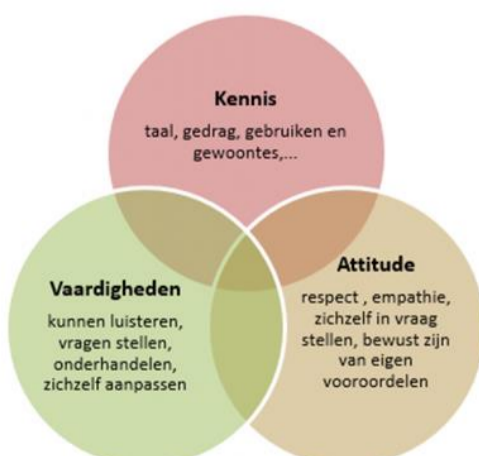 Kennis
taal, gedrag, gebruiken en
gewoontes,...
Vaardigheden
kunnen luisteren,
vragen stellen,
onderhandelen,
zichzelf aanpassen
Attitude
respect , empathie,
zichzelf in vraag
stellen, bewust zijn
van eigen
vooroordelen